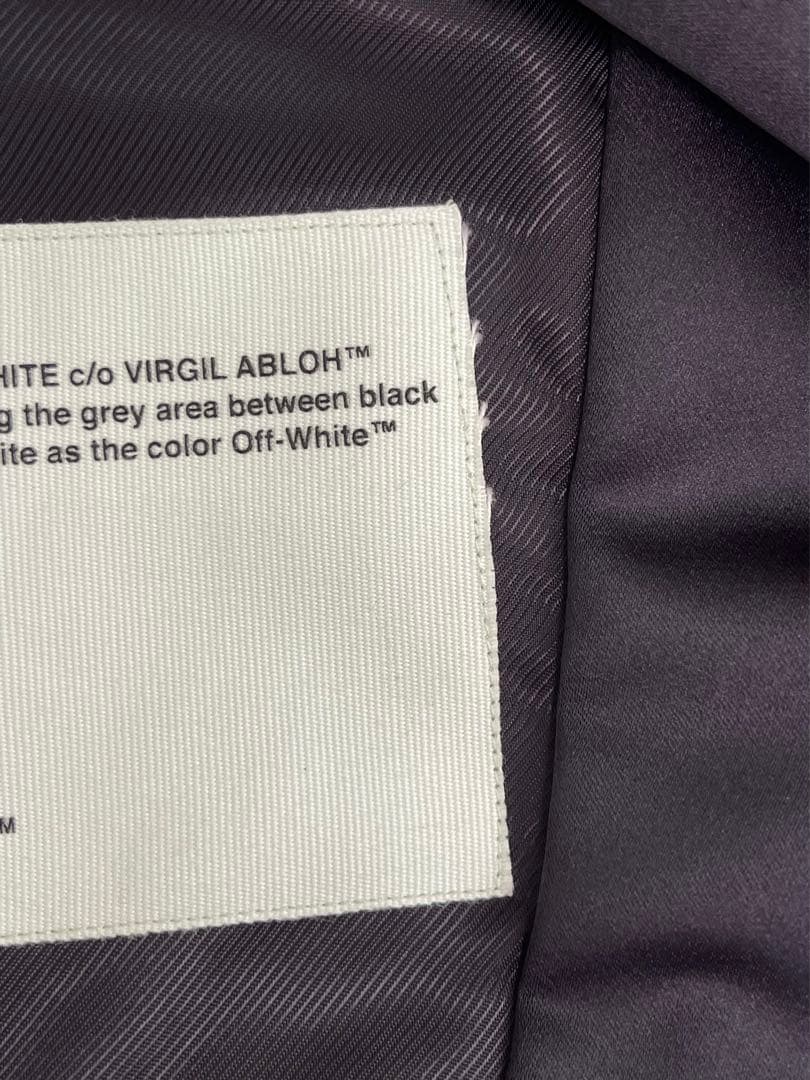 HITE c/o VIRGIL ABLOH™
g the grey area between black
ite as the color Off-White™
M